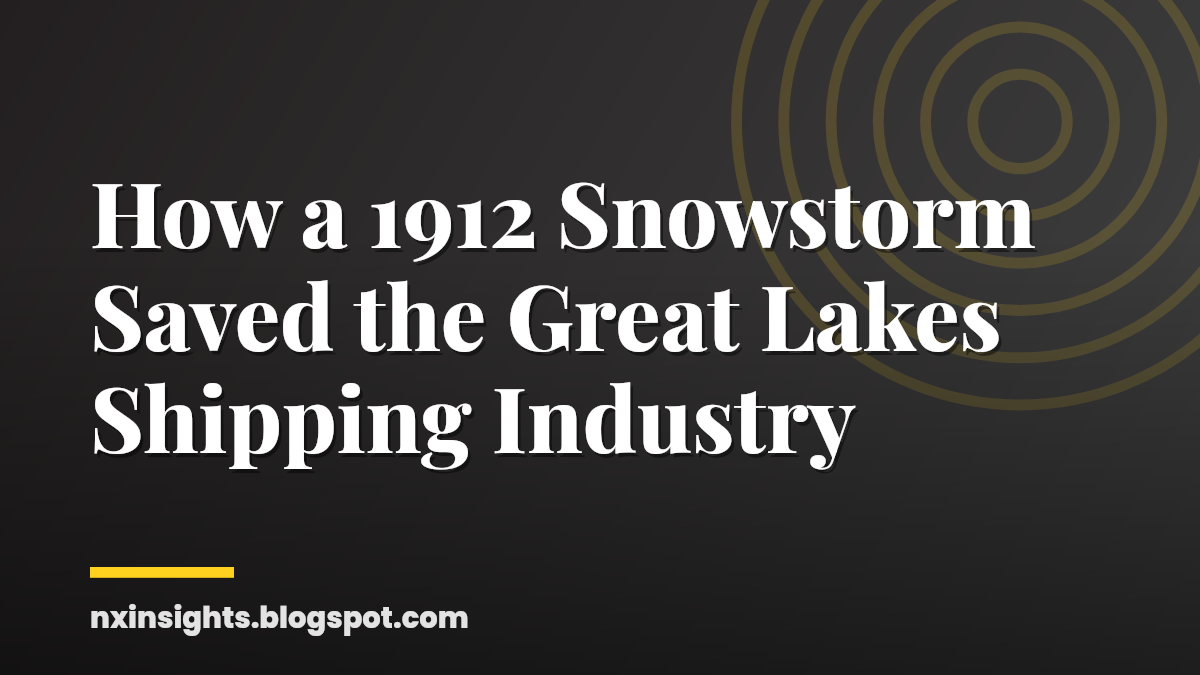 How a 1912 Snowstorm
Saved the Great Lakes
Shipping Industry
nxinsights.blogspot.com